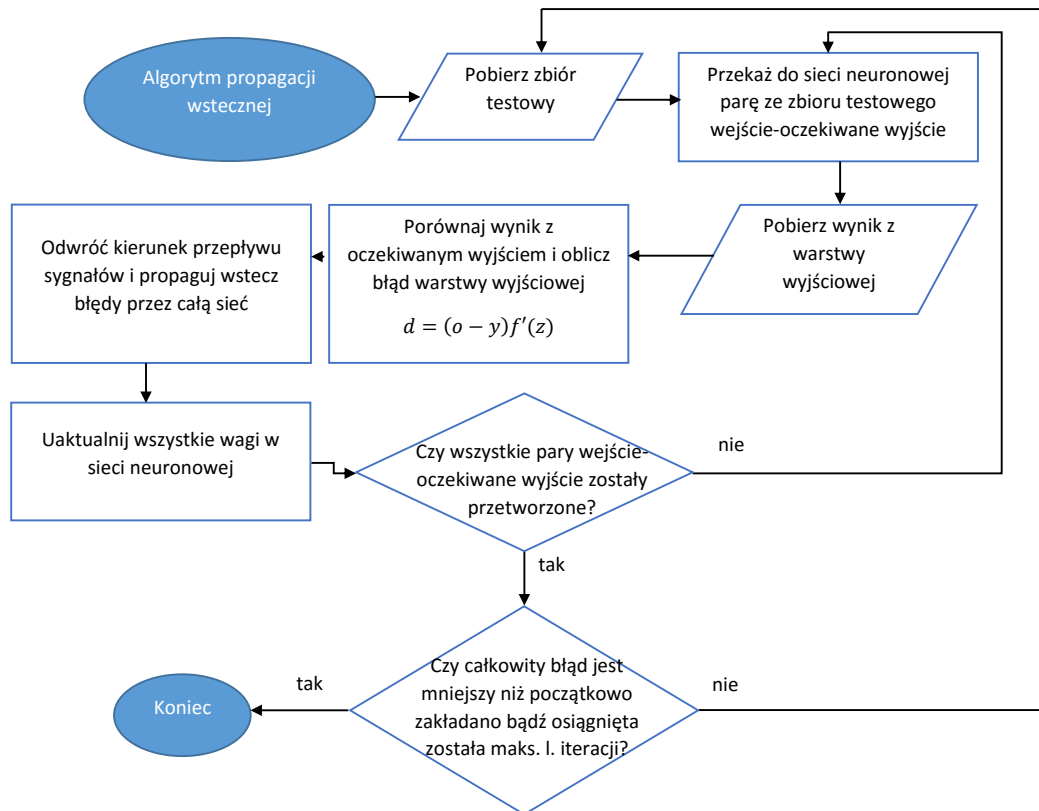 Algorytm propagacji
wstecznej
Pobierz zbiór
testowy
Przekaż do sieci neuronowej
parę ze zbioru testowego
wejście-oczekiwane wyjście
Pobierz wynik z
warstwy
wyjściowej
Porównaj wynik z
oczekiwanym wyjściem i oblicz
błąd warstwy wyjściowej
d = (o − y)f′(z)
Odwróć kierunek przepływu
sygnałów i propaguj wstecz
błędy przez całą sieć
Uaktualnij wszystkie wagi w
sieci neuronowej
Czy wszystkie pary wejście-
oczekiwane wyjście zostały
przetworzone?
nie
tak
Czy całkowity błąd jest
mniejszy niż początkowo
zakładano bądź osiągnięta
została maks. l. iteracji?
nie
tak
Koniec